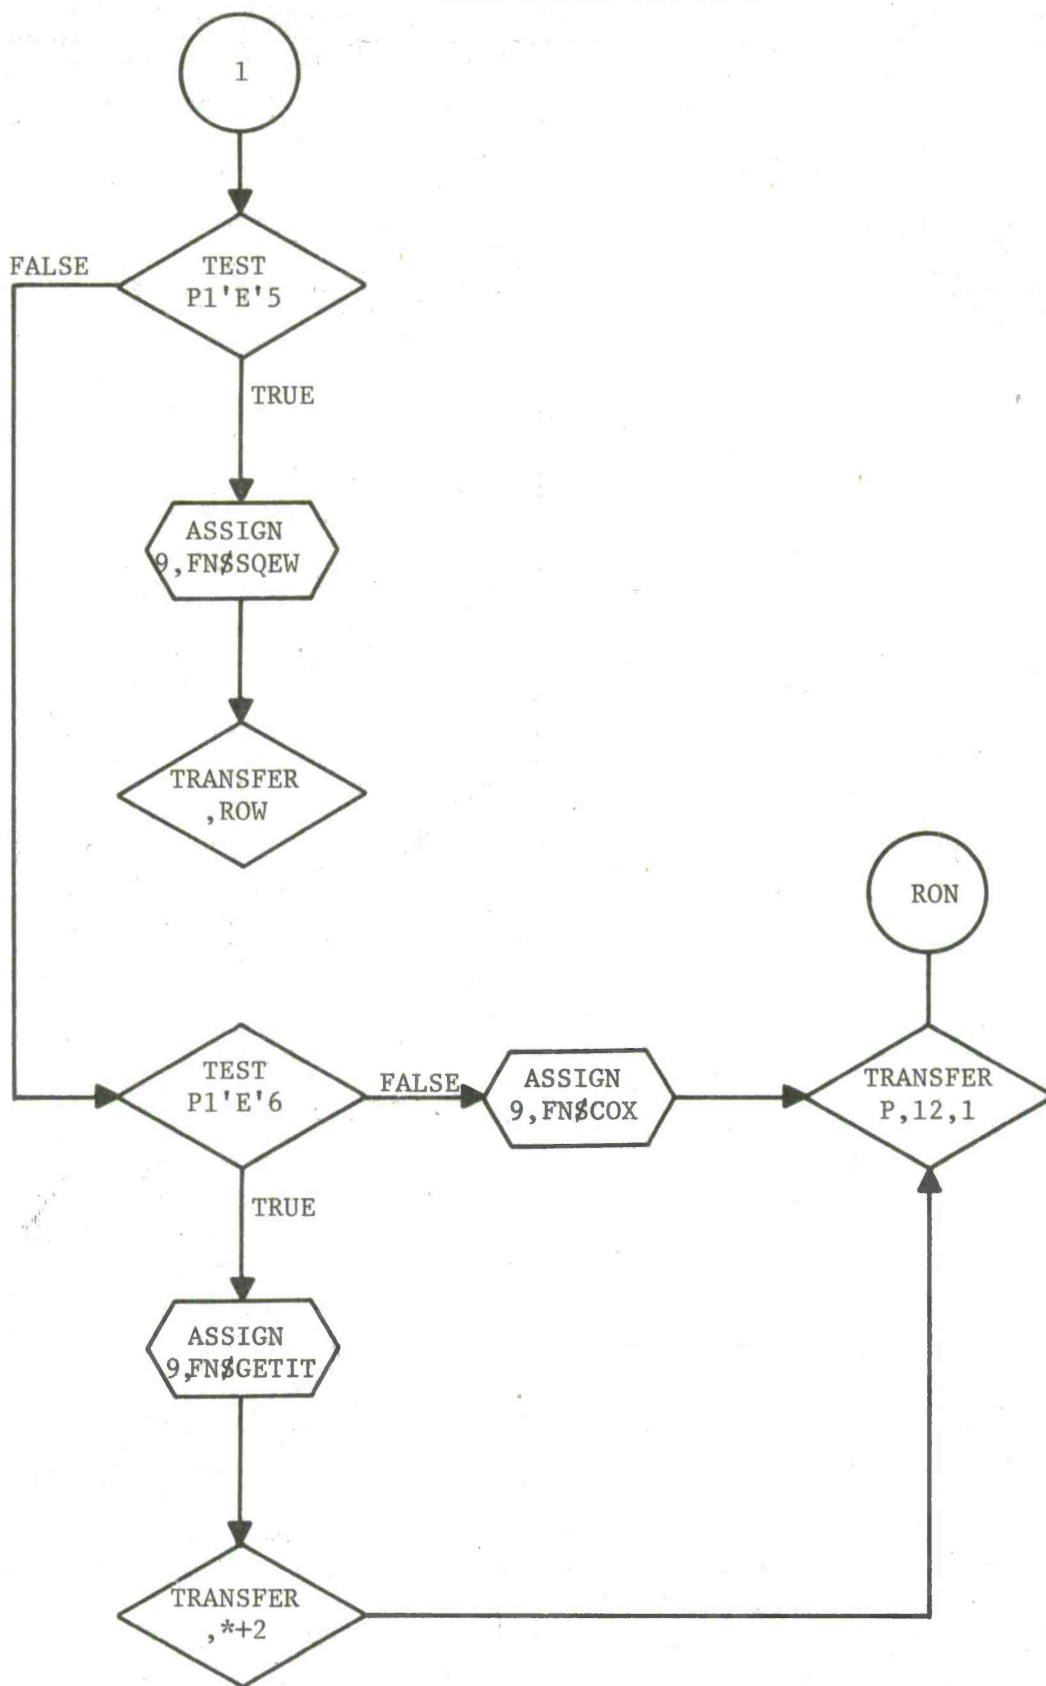 1
TEST
P1'E'5
FALSE
TRUE
ASSIGN
9,FN$SQEW
TRANSFER
,ROW
RON
TEST
P1'E'6
FALSE
ASSIGN
9,FN$COX
TRANSFER
P,12,1
TRUE
ASSIGN
9,FN$GETIT
TRANSFER
,*+2